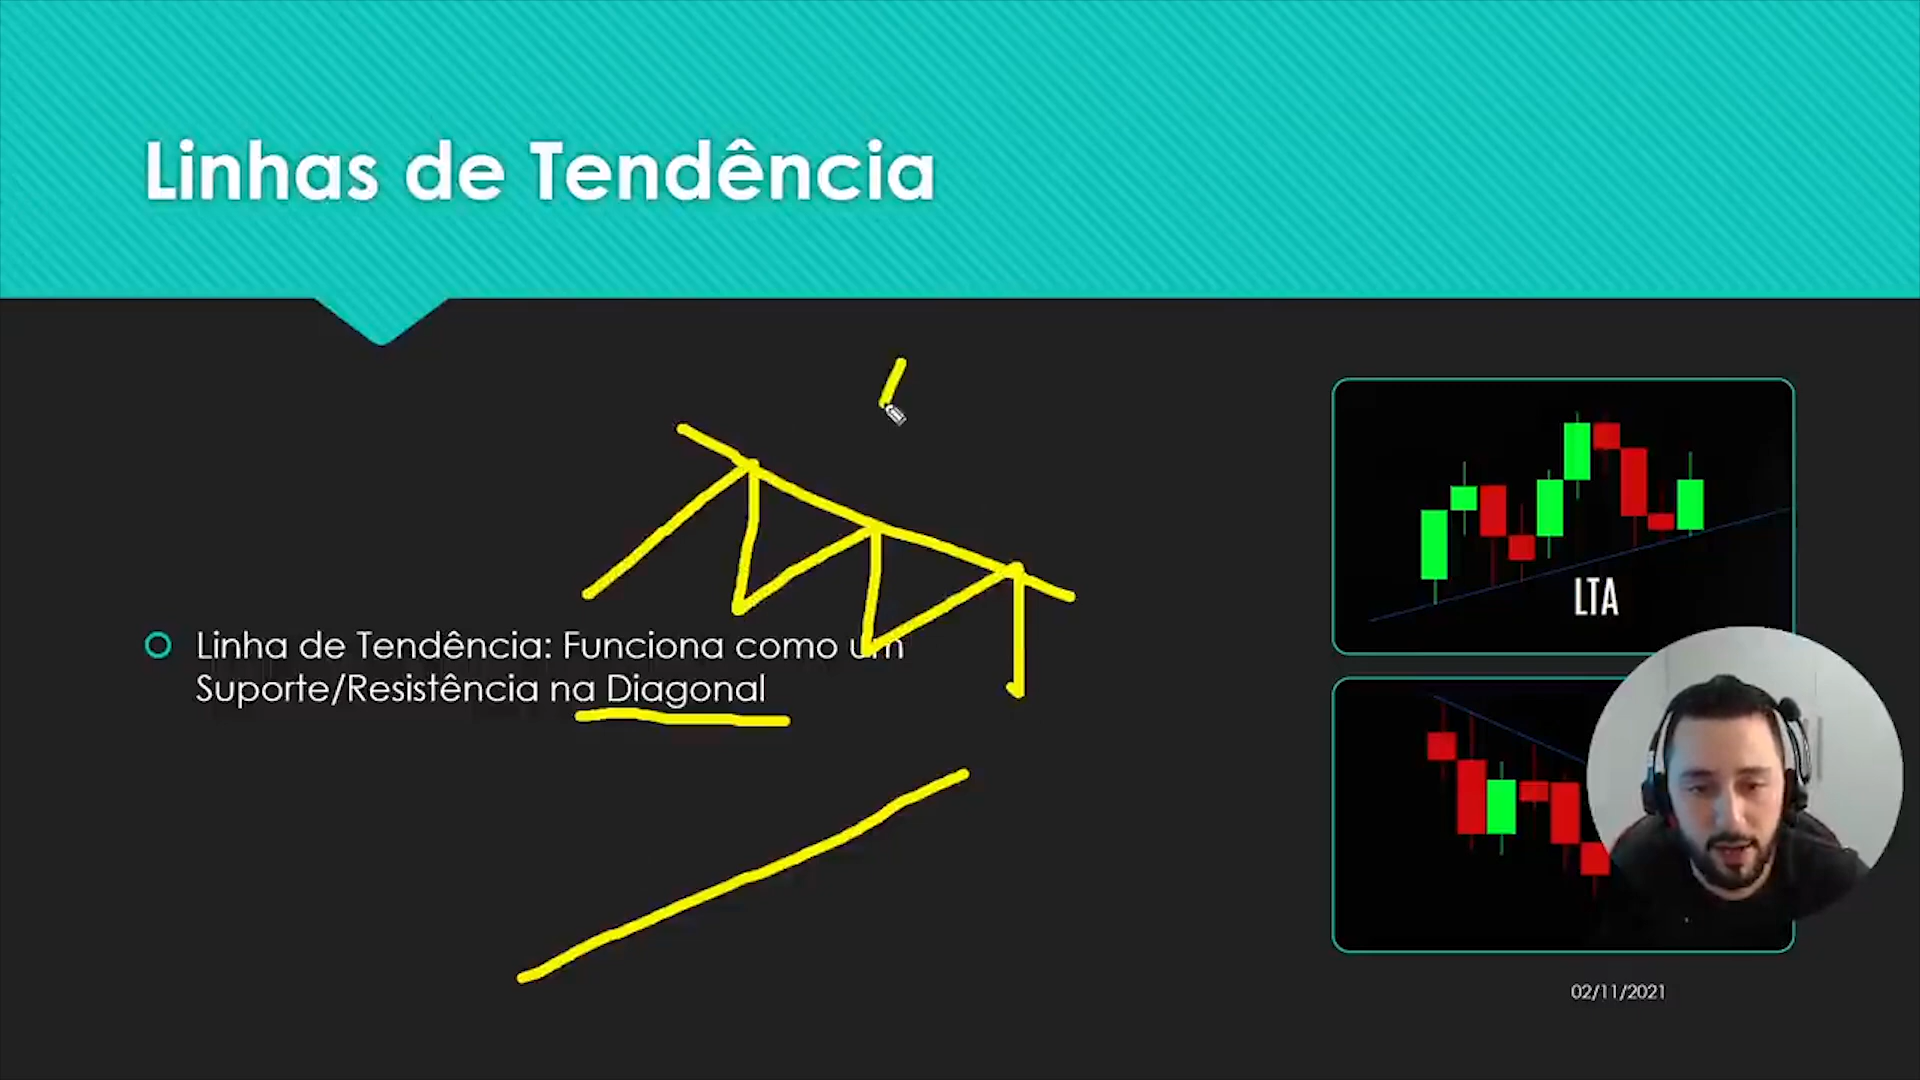 Linhas de Tendência
Linha de Tendência: Funciona como um
Suporte/Resistência na Diagonal
LTA
02/11/2021